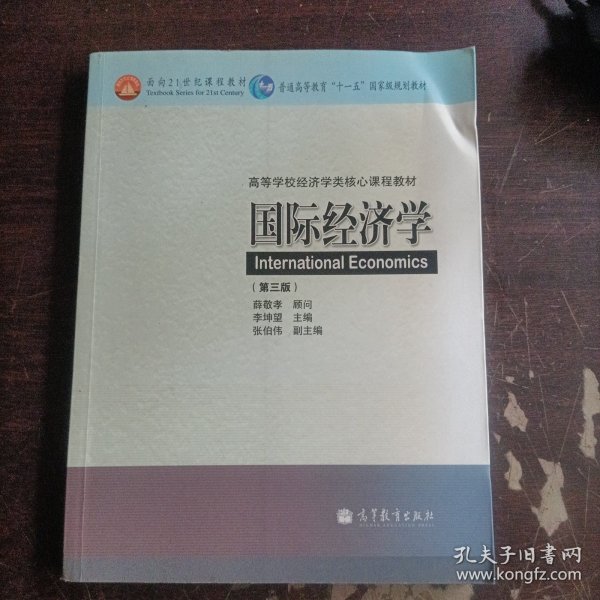 面向21世纪课程教材
Textbook Series for 21st Century
普通高等教育“十一五”国家级规划教材
高等学校经济学类核心课程教材
国际经济学
International Economics
(第三版)
薛敬孝 顾问
李坤望 主编
张伯伟 副主编
高等教育出版社
孔夫子旧书网
www.kongfz.com